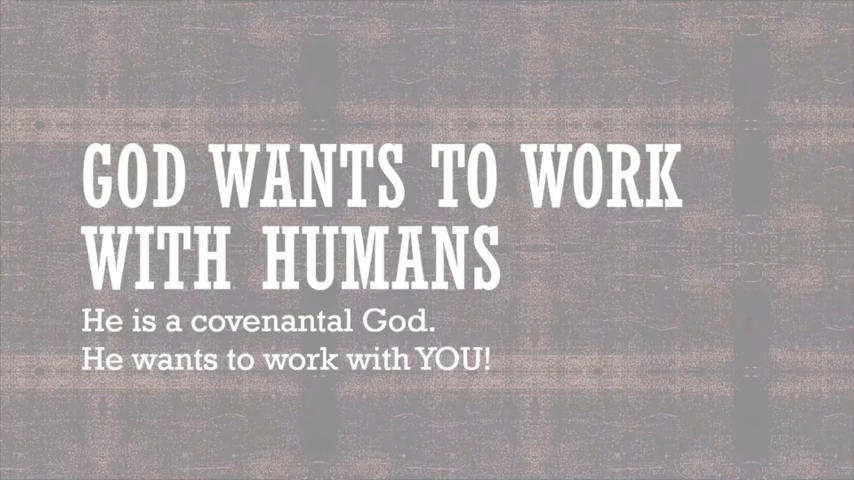 GOD WANTS TO WORK
WITH HUMANS
He is a covenantal God.
He wants to work with YOU!